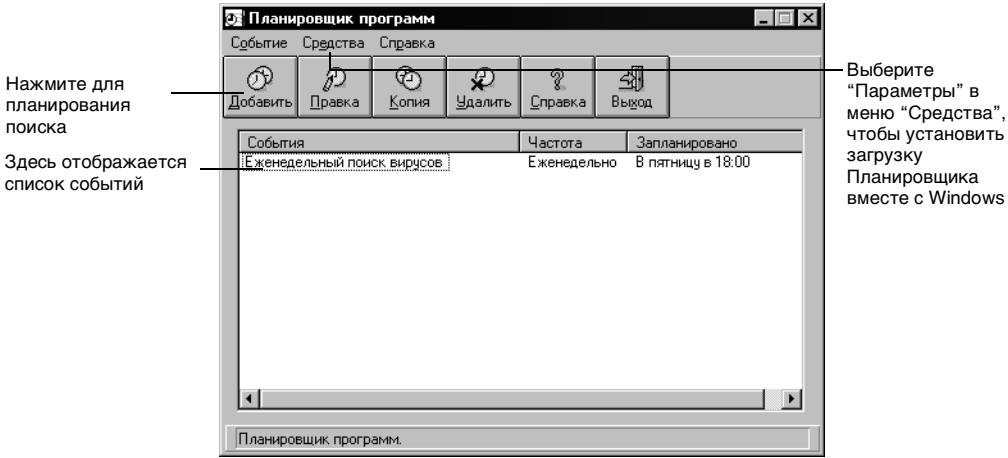 Планировщик программ
Событие Средства Справка
Добавить Правка Копия Удалить Справка Выход
События Частота Запланировано
Еженедельный поиск вирусов Еженедельно В пятницу в 18:00
Планировщик программ.
Нажмите для
планирования
поиска
Здесь отображается
список событий
Выберите
“Параметры” в
меню “Средства”,
чтобы установить
загрузку
Планировщика
вместе с Windows